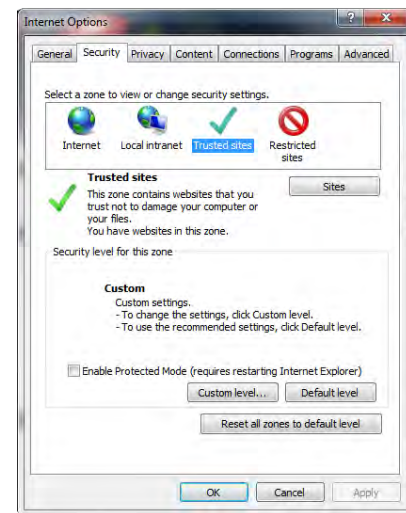 Internet Options
General Security Privacy Content Connections Programs Advanced
Select a zone to view or change security settings.
Internet Local intranet Trusted sites Restricted
sites
Trusted sites
Sites
This zone contains websites that you
trust not to damage your computer or
your files.
You have websites in this zone.
Security level for this zone
Custom
Custom settings.
- To change the settings, click Custom level.
- To use the recommended settings, click Default level.
Enable Protected Mode (requires restarting Internet Explorer)
Custom level... Default level
Reset all zones to default level
OK Cancel Apply